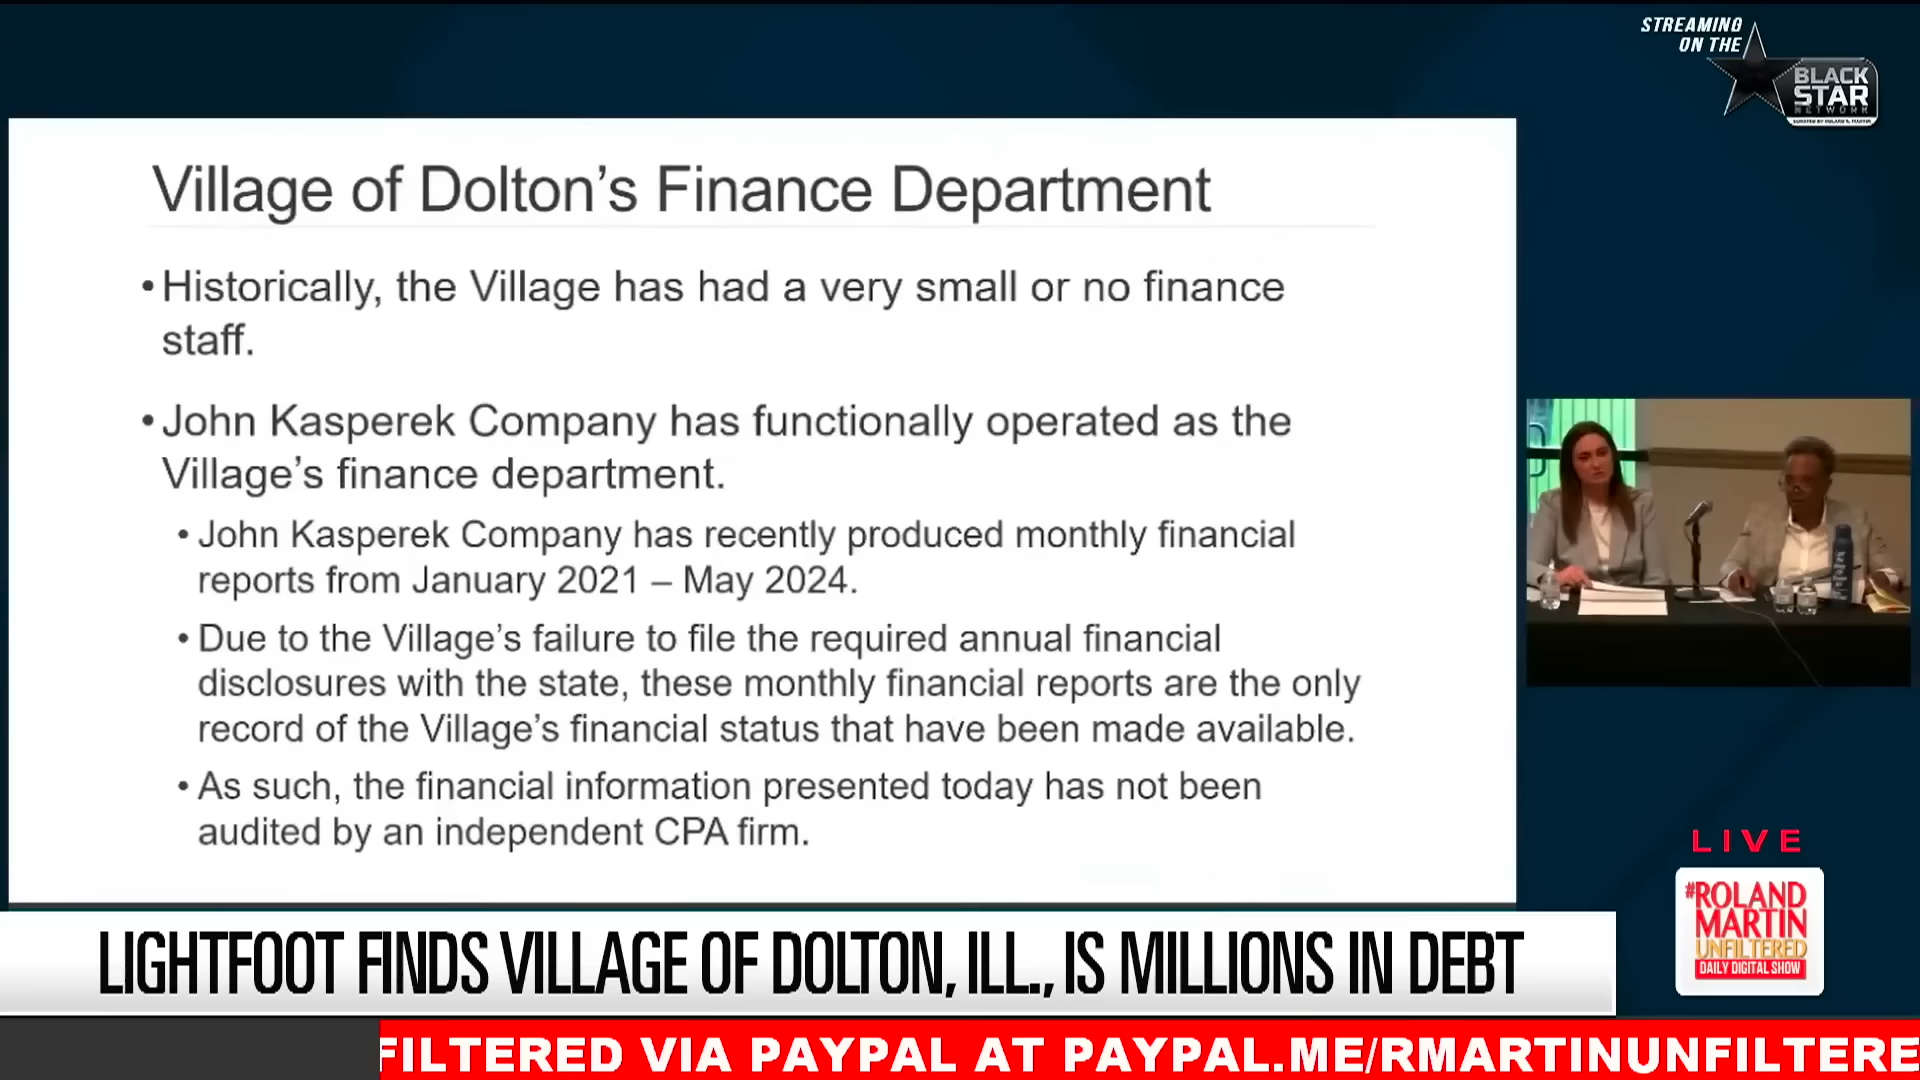 STREAMING
ON THE
BLACK
STAR
NETWORK
Village of Dolton’s Finance Department
•Historically, the Village has had a very small or no finance
staff.
•John Kasperek Company has functionally operated as the
Village’s finance department.
•John Kasperek Company has recently produced monthly financial
reports from January 2021 – May 2024.
•Due to the Village’s failure to file the required annual financial
disclosures with the state, these monthly financial reports are the only
record of the Village’s financial status that have been made available.
•As such, the financial information presented today has not been
audited by an independent CPA firm.
LIVE
#ROLAND
MARTIN
UNFILTERED
DAILY DIGITAL SHOW
LIGHTFOOT FINDS VILLAGE OF DOLTON, ILL., IS MILLIONS IN DEBT
FILTERED VIA PAYPAL AT PAYPAL.ME/RMARTINUNFILTERE